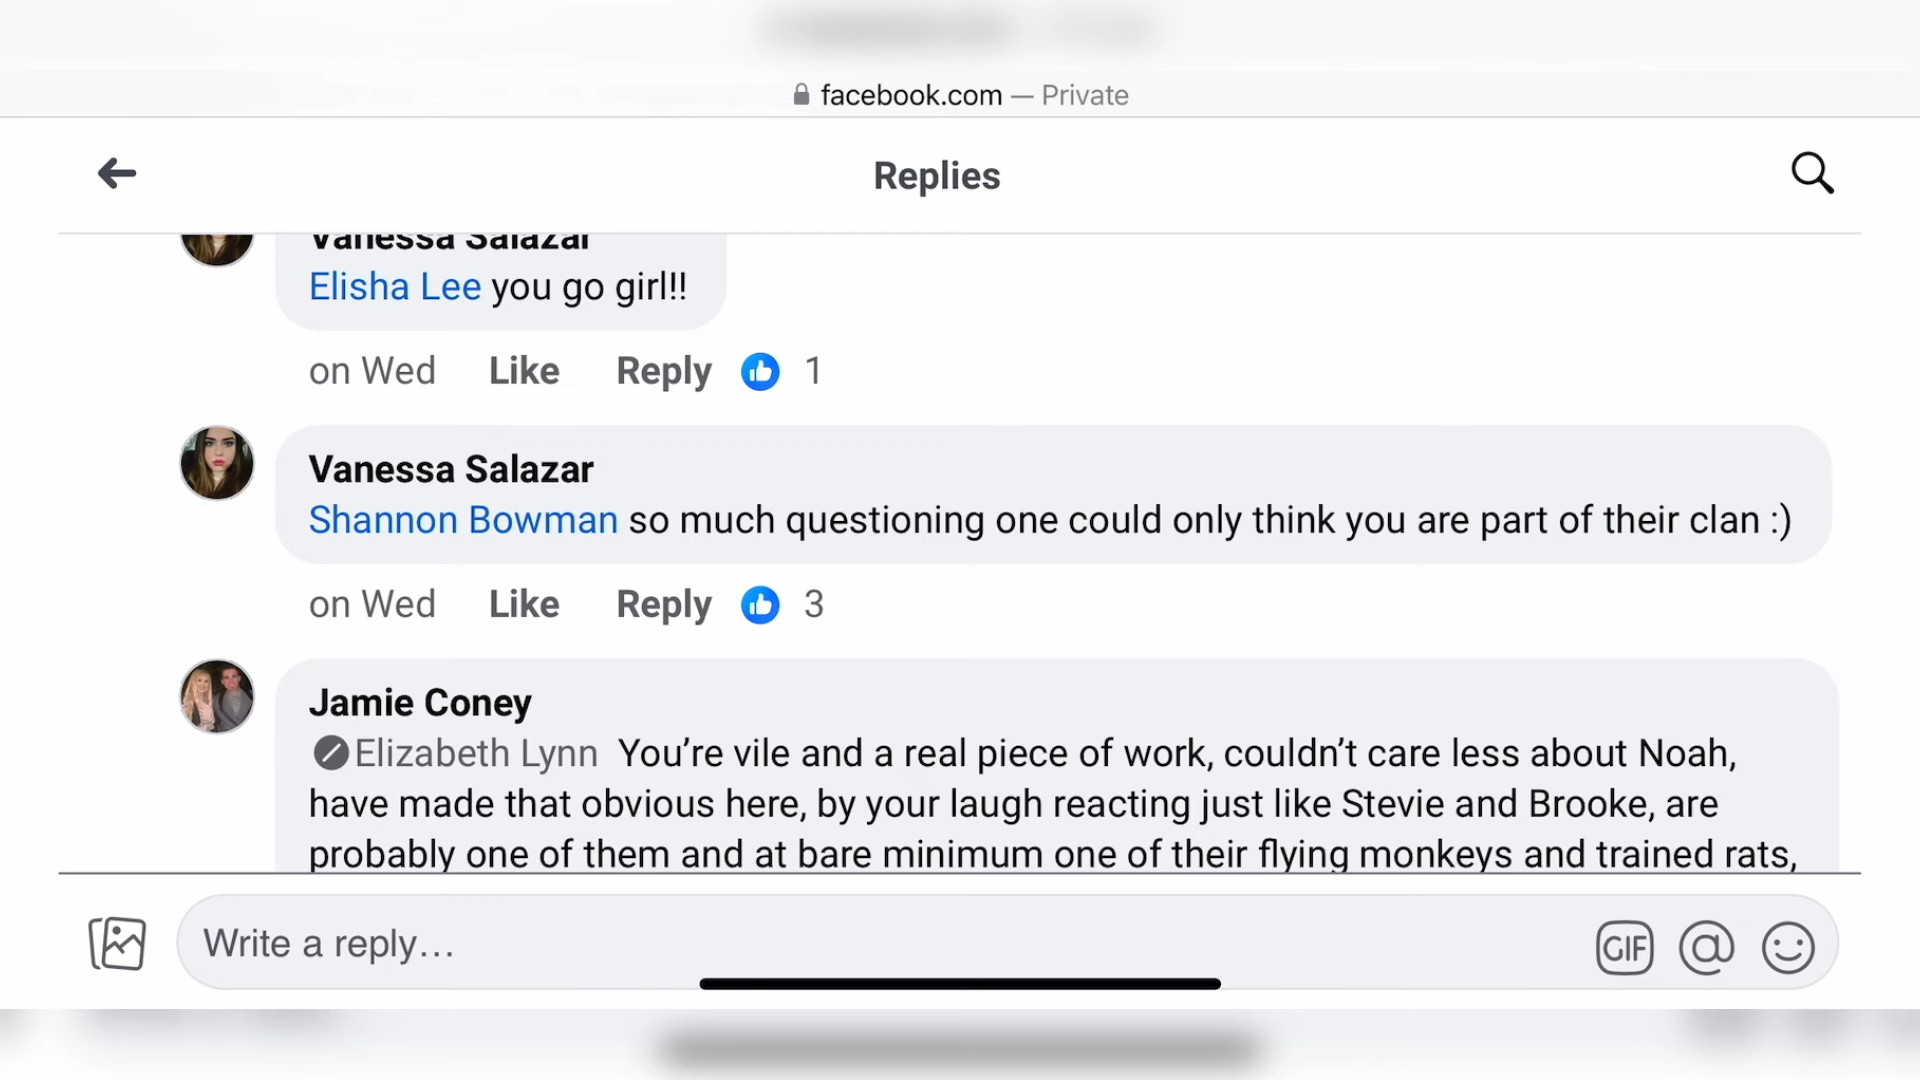 facebook.com — Private
Replies
Vanessa Salazar
Elisha Lee you go girl!!
on Wed Like Reply 1
Vanessa Salazar
Shannon Bowman so much questioning one could only think you are part of their clan :)
on Wed Like Reply 3
Jamie Coney
Elizabeth Lynn You’re vile and a real piece of work, couldn’t care less about Noah,
have made that obvious here, by your laugh reacting just like Stevie and Brooke, are
probably one of them and at bare minimum one of their flying monkeys and trained rats,
Write a reply...
GIF @